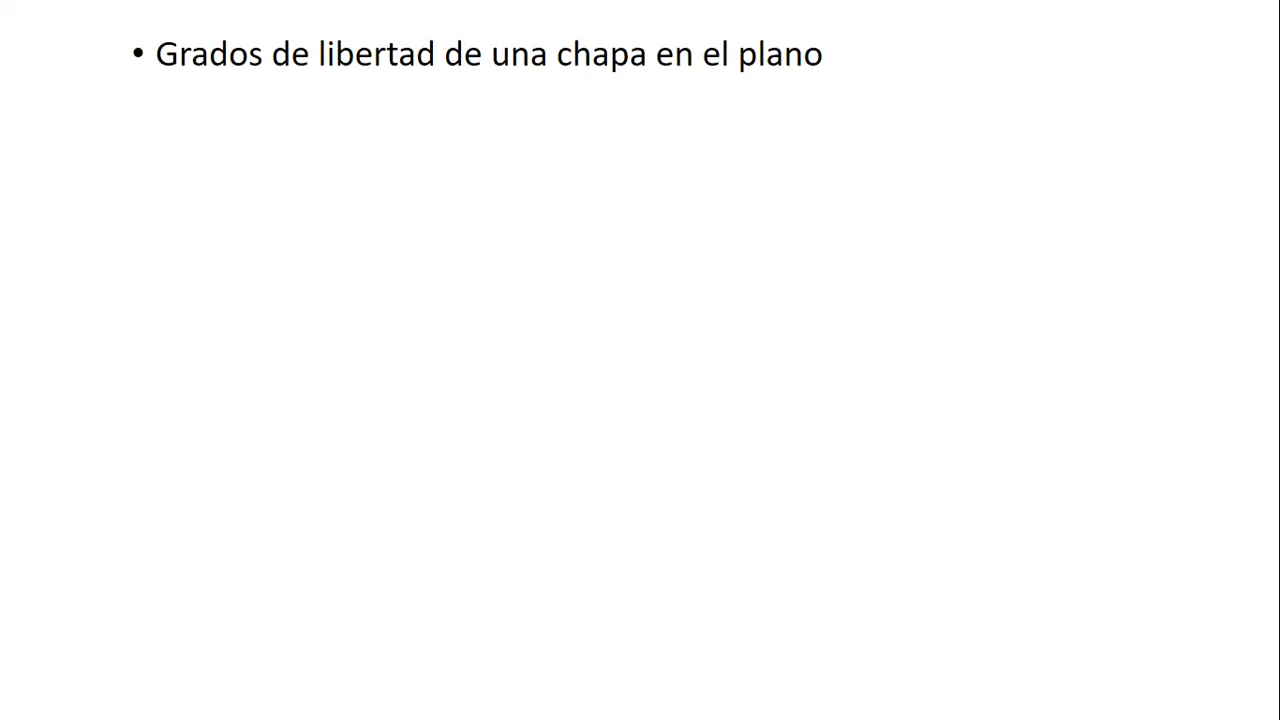 • Grados de libertad de una chapa en el plano